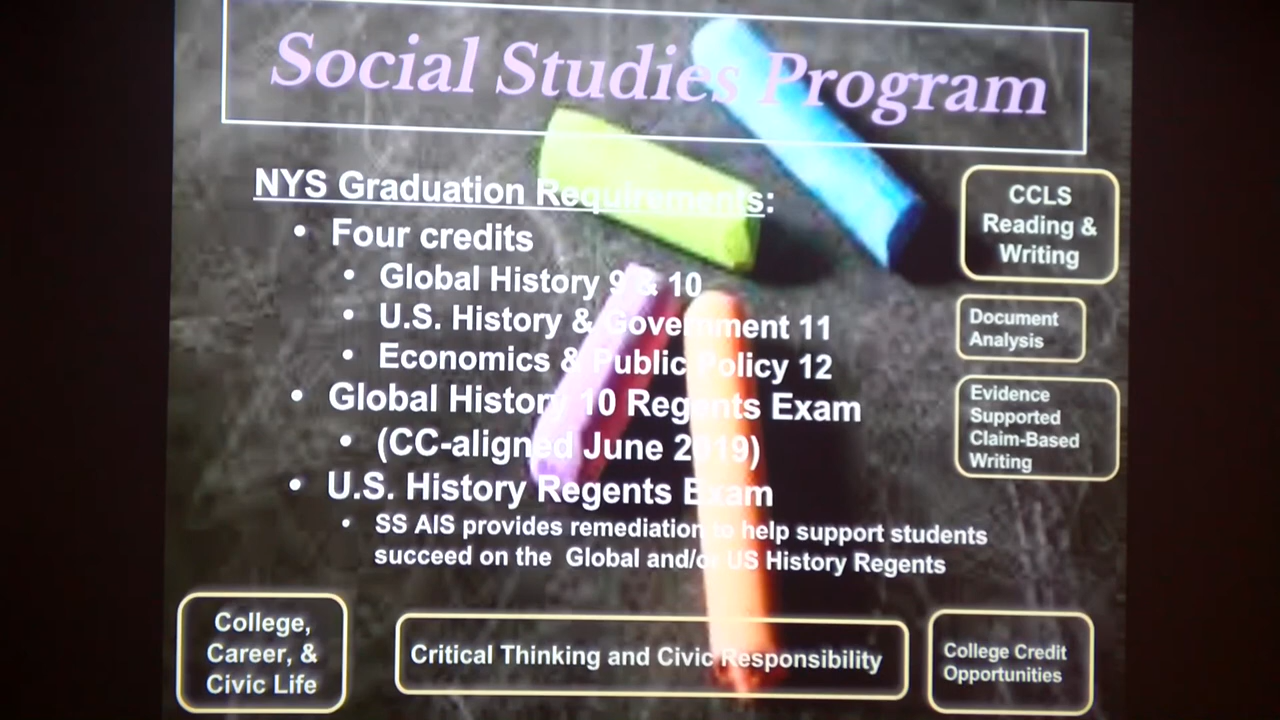 Social Studies Program
NYS Graduation Requirements:
• Four credits
• Global History 9 & 10
• U.S. History & Government 11
• Economics & Public Policy 12
• Global History 10 Regents Exam
• (CC-aligned June 2019)
• U.S. History Regents Exam
• SS AIS provides remediation to help support students
succeed on the Global and/or US History Regents
CCLS
Reading &
Writing
Document
Analysis
Evidence
Supported
Claim-Based
Writing
College,
Career, &
Civic Life
Critical Thinking and Civic Responsibility
College Credit
Opportunities